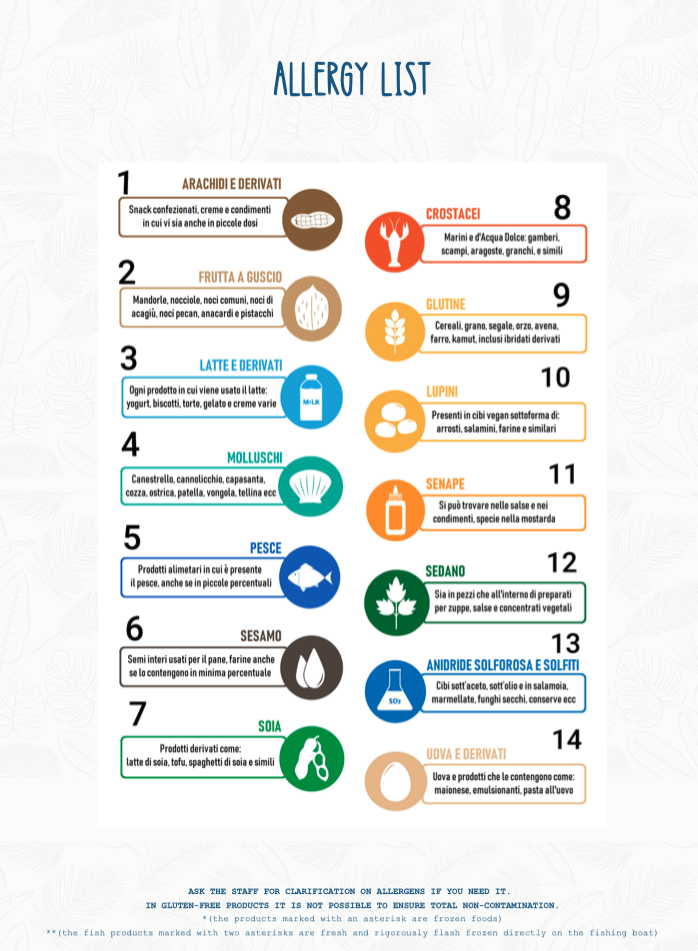 ALLERGY LIST
1
ARACHIDI E DERIVATI
Snack confezionati, creme e condimenti
in cui vi sia anche in piccole dosi
2
FRUTTA A GUSCIO
Mandorle, nocciole, noci comuni, noci di
acagiù, noci pecan, anacardi e pistacchi
3
LATTE E DERIVATI
Ogni prodotto in cui viene usato il latte:
yogurt, biscotti, torte, gelato e creme varie
MILK
4
MOLLUSCHI
Canestrello, cannolicchio, capasanta,
cozza, ostrica, patella, vongola, tellina ecc
5
PESCE
Prodotti alimetari in cui è presente
il pesce, anche se in piccole percentuali
6
SESAMO
Semi interi usati per il pane, farine anche
se lo contengono in minima percentuale
7
SOIA
Prodotti derivati come:
latte di soia, tofu, spaghetti di soia e simili
8
CROSTACEI
Marini e d'Acqua Dolce: gamberi,
scampi, aragoste, granchi, e simili
9
GLUTINE
Cereali, grano, segale, orzo, avena,
farro, kamut, inclusi ibridati derivati
10
LUPINI
Presenti in cibi vegan sottoforma di:
arrosti, salamini, farine e similari
11
SENAPE
Si può trovare nelle salse e nei
condimenti, specie nella mostarda
12
SEDANO
Sia in pezzi che all'interno di preparati
per zuppe, salse e concentrati vegetali
13
ANIDRIDE SOLFOROSA E SOLFITI
Cibi sott'aceto, sott'olio e in salamoia,
marmellate, funghi secchi, conserve ecc
SO₂
14
UOVA E DERIVATI
Uova e prodotti che le contengono come:
maionese, emulsionanti, pasta all'uovo
ASK THE STAFF FOR CLARIFICATION ON ALLERGENS IF YOU NEED IT.
IN GLUTEN-FREE PRODUCTS IT IS NOT POSSIBLE TO ENSURE TOTAL NON-CONTAMINATION.
*(the products marked with an asterisk are frozen foods)
**(the fish products marked with two asterisks are fresh and rigorously flash frozen directly on the fishing boat)